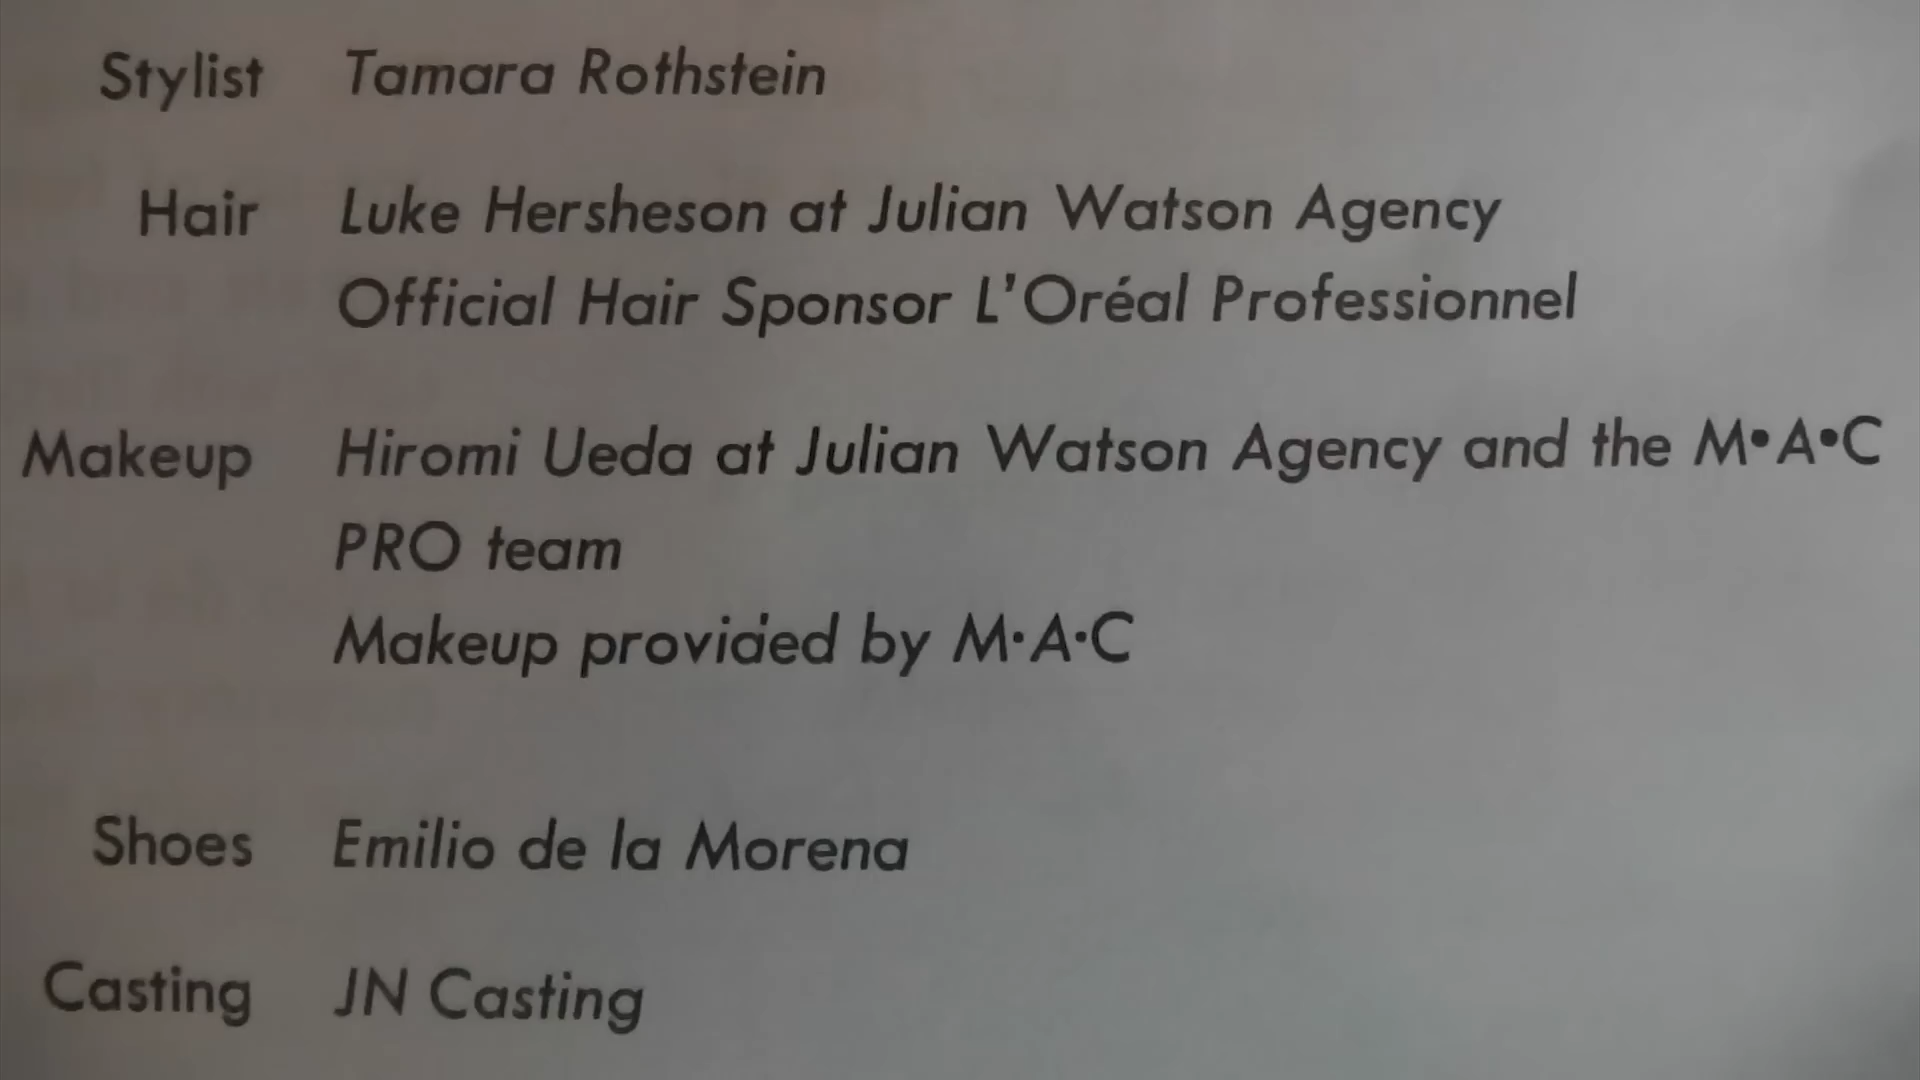 Stylist Tamara Rothstein
Hair Luke Hersheson at Julian Watson Agency
Official Hair Sponsor L'Oréal Professionnel
Makeup Hiromi Ueda at Julian Watson Agency and the M•A•C
PRO team
Makeup provided by M•A•C
Shoes Emilio de la Morena
Casting JN Casting